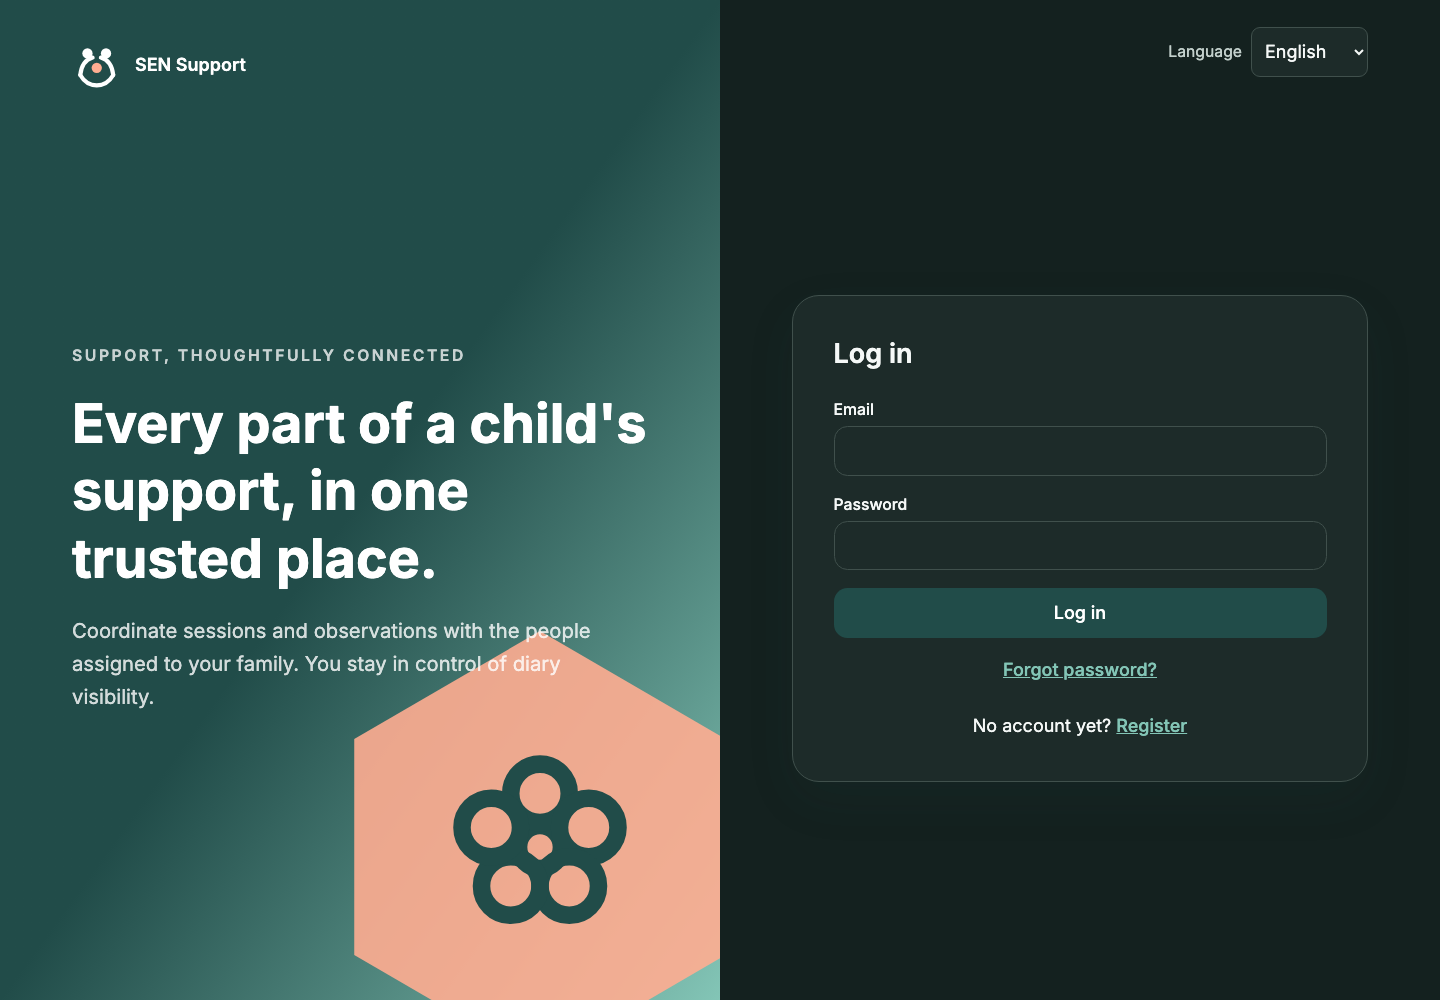 SEN Support
Language
English
SUPPORT, THOUGHTFULLY CONNECTED
Every part of a child's
support, in one
trusted place.
Coordinate sessions and observations with the people
assigned to your family. You stay in control of diary
visibility.
Log in
Email
Password
Log in
Forgot password?
No account yet? Register